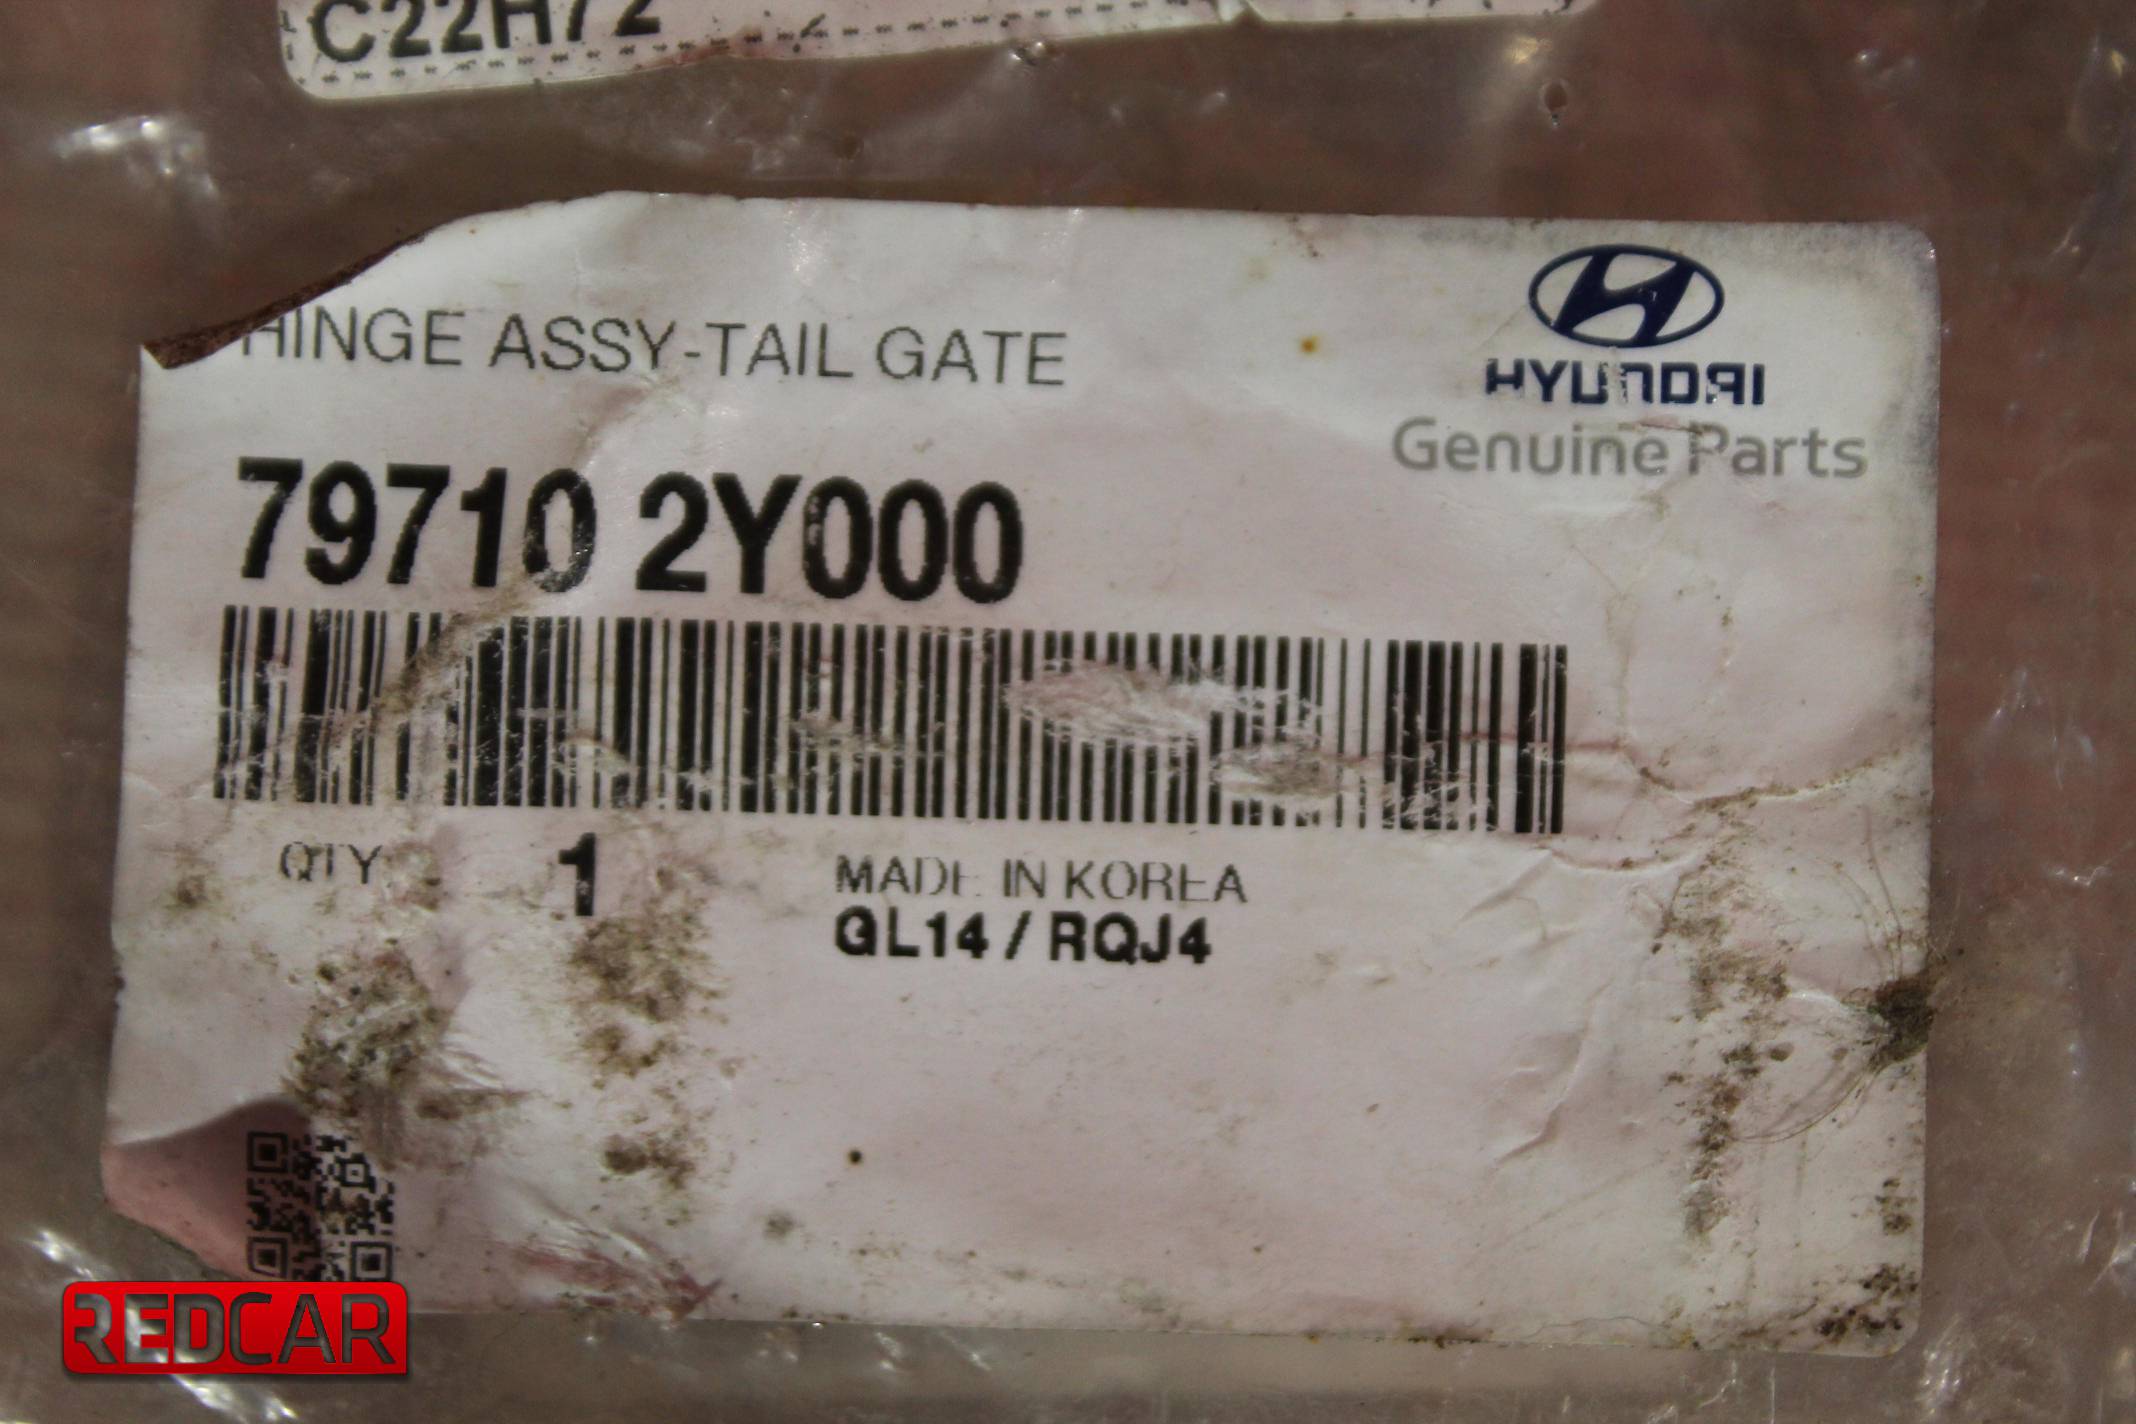 C22H72
HINGE ASSY-TAIL GATE
HYUNDAI
Genuine Parts
79710 2Y000
QTY 1
MADE IN KOREA
GL14 / RQJ4
REDCAR